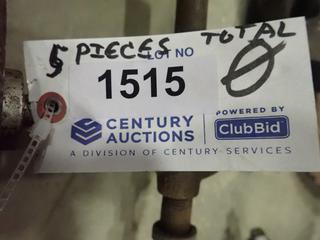 5 PIECES TOTAL
LOT NO
1515
CENTURY AUCTIONS
POWERED BY
ClubBid
A DIVISION OF CENTURY SERVICES